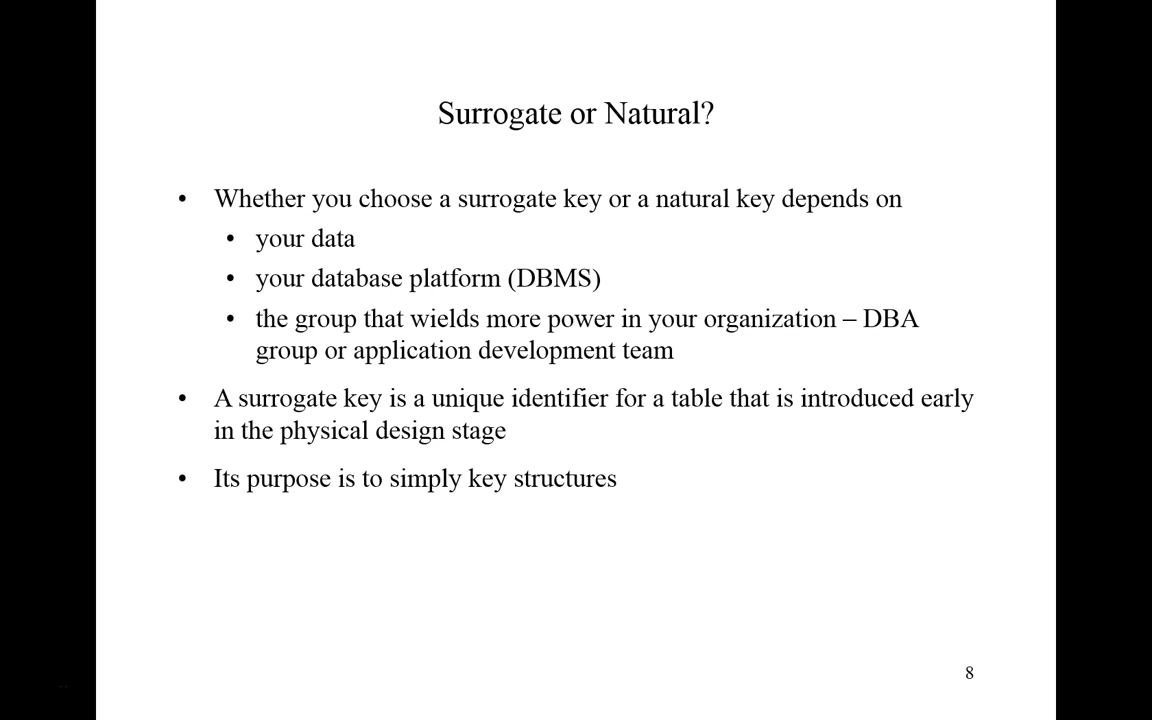 Surrogate or Natural?
• Whether you choose a surrogate key or a natural key depends on
• your data
• your database platform (DBMS)
• the group that wields more power in your organization – DBA
group or application development team
• A surrogate key is a unique identifier for a table that is introduced early
in the physical design stage
• Its purpose is to simply key structures
8